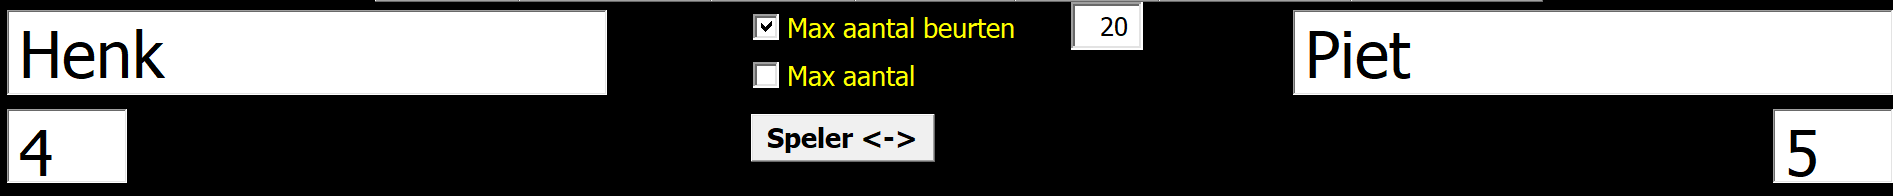 Henk
Max aantal beurten 20
Piet
Max aantal
4
Speler <->
5